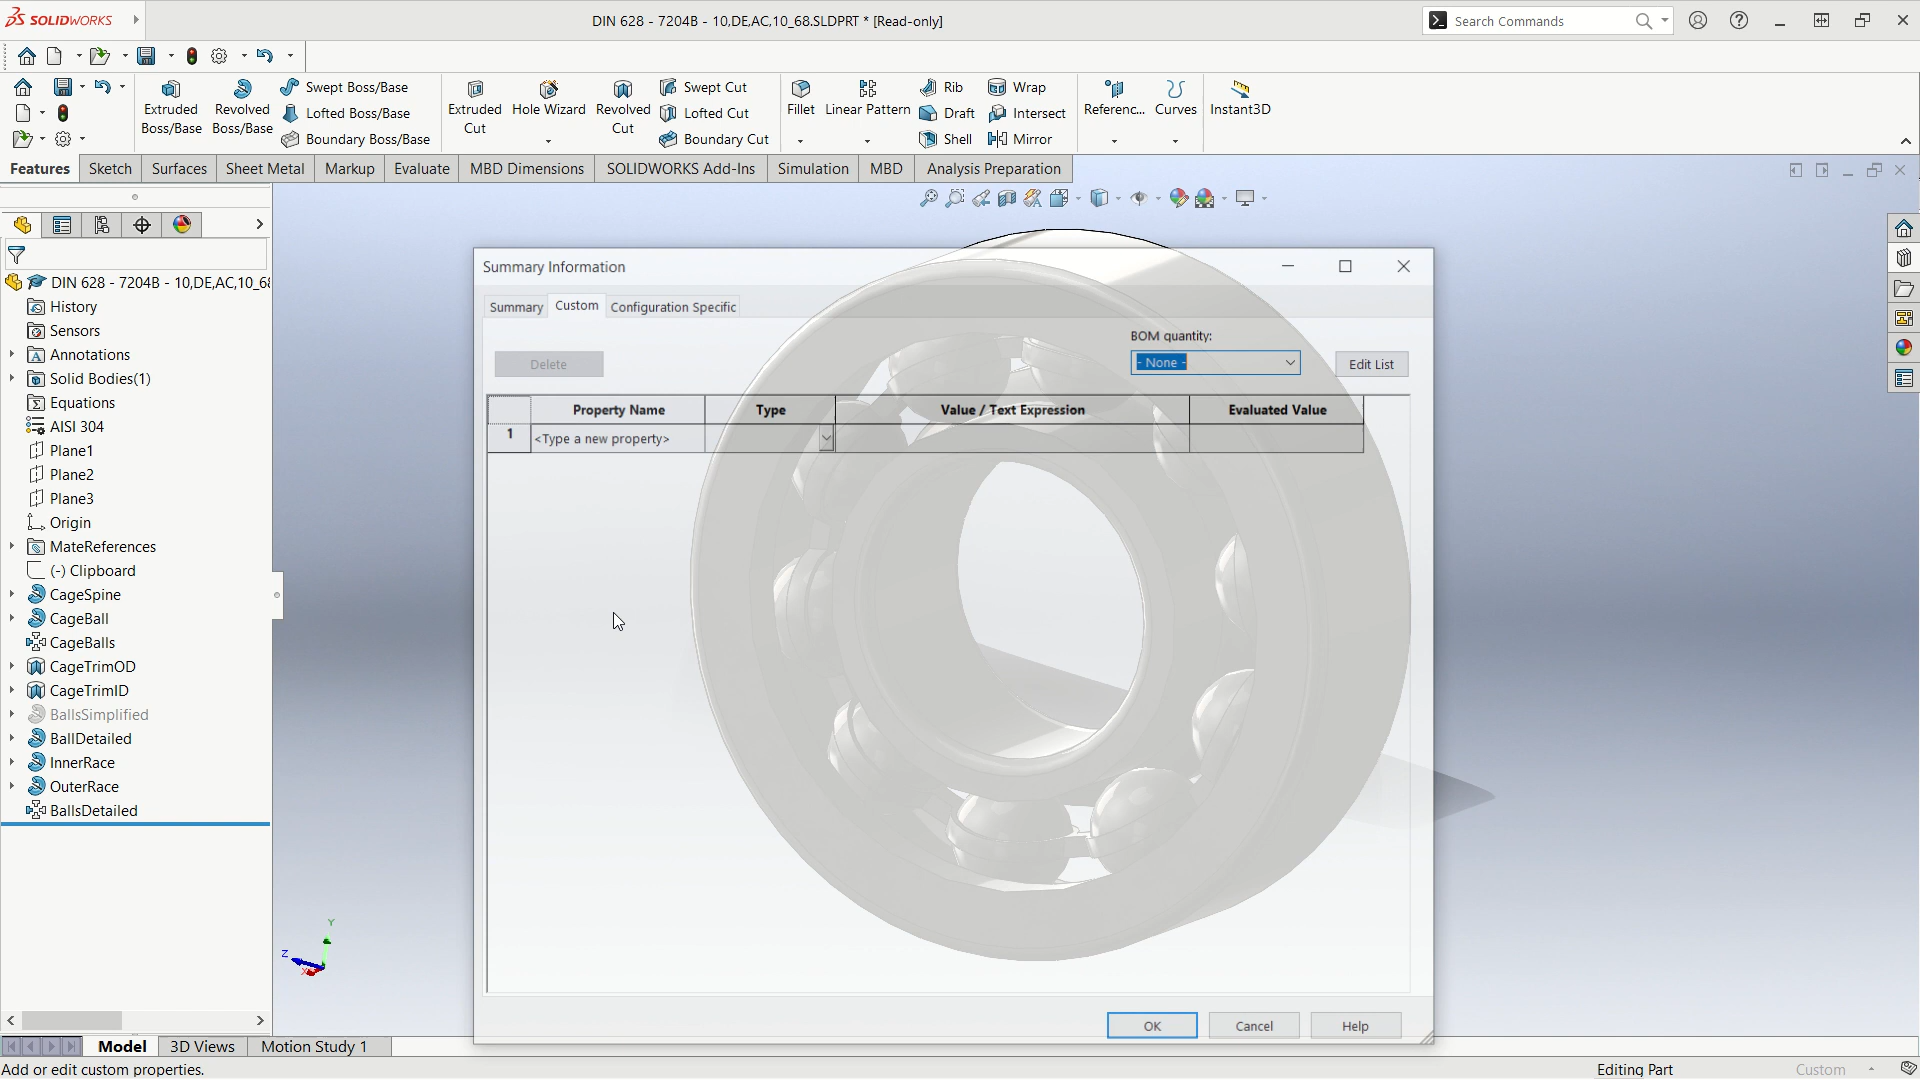 SOLIDWORKS
DIN 628 - 7204B - 10,DE,AC,10_68.SLDPRT * [Read-only]
Search Commands
Extruded Boss/Base
Revolved Boss/Base
Swept Boss/Base
Lofted Boss/Base
Boundary Boss/Base
Extruded Cut
Hole Wizard
Revolved Cut
Swept Cut
Lofted Cut
Boundary Cut
Fillet
Linear Pattern
Rib
Draft
Shell
Wrap
Intersect
Mirror
Referenc...
Curves
Instant3D
Features
Sketch
Surfaces
Sheet Metal
Markup
Evaluate
MBD Dimensions
SOLIDWORKS Add-Ins
Simulation
MBD
Analysis Preparation
DIN 628 - 7204B - 10,DE,AC,10_68
History
Sensors
Annotations
Solid Bodies(1)
Equations
AISI 304
Plane1
Plane2
Plane3
Origin
MateReferences
(-) Clipboard
CageSpine
CageBall
CageBalls
CageTrimOD
CageTrimID
BallsSimplified
BallDetailed
InnerRace
OuterRace
BallsDetailed
Summary Information
Summary
Custom
Configuration Specific
BOM quantity:
Delete
- None -
Edit List
Property Name
Type
Value / Text Expression
Evaluated Value
1
<Type a new property>
OK
Cancel
Help
Y
Z
X
Model
3D Views
Motion Study 1
Add or edit custom properties.
Editing Part
Custom